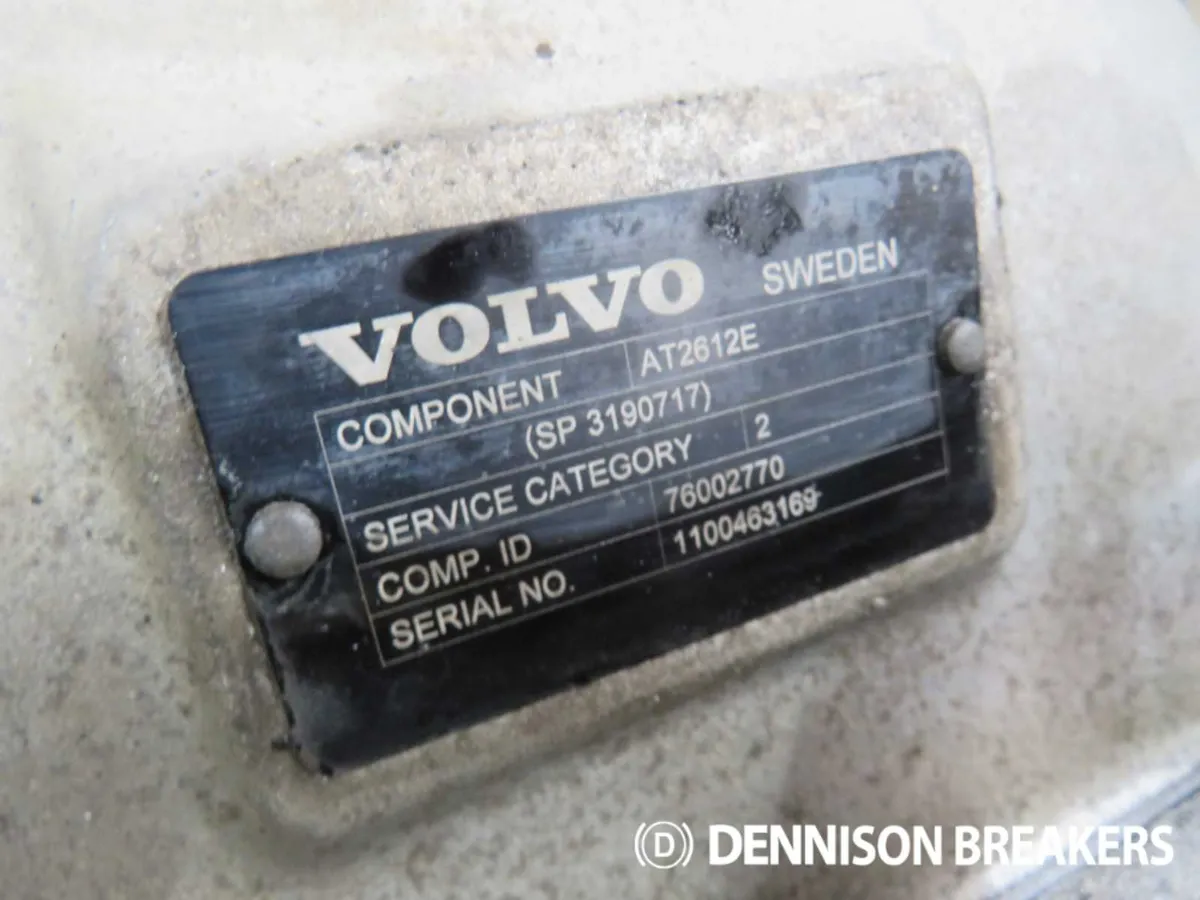 VOLVO SWEDEN
COMPONENT AT2612E
(SP 3190717)
SERVICE CATEGORY 2
COMP. ID 76002770
SERIAL NO. 1100463169
(D) DENNISON BREAKERS